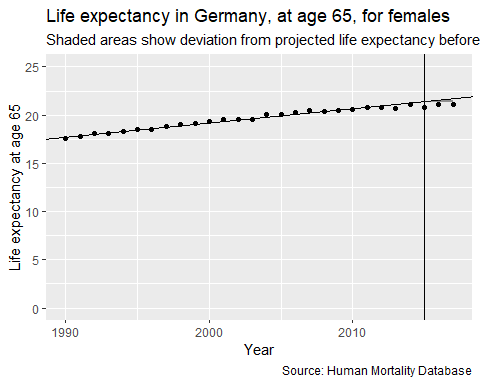 Life expectancy in Germany, at age 65, for females
Shaded areas show deviation from projected life expectancy before
25
20
15
10
5
0
Life expectancy at age 65
1990
2000
2010
Year
Source: Human Mortality Database